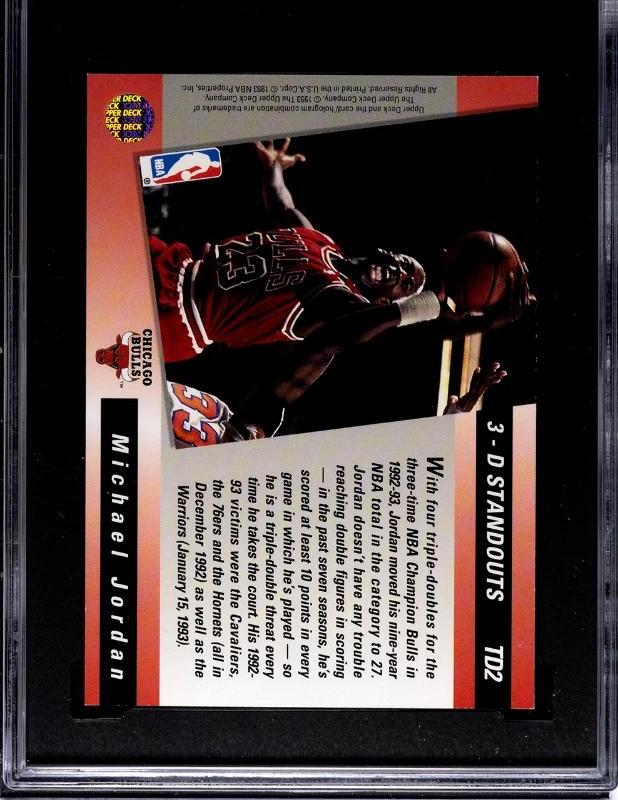 3 - D STANDOUTS TD2
With four triple-doubles for the
three-time NBA Champion Bulls in
1992-93, Jordan moved his nine-year
NBA total in the category to 27.
Jordan doesn't have any trouble
reaching double figures in scoring
— in the past seven seasons, he's
scored at least 10 points in every
game in which he's played — so
he is a triple-double threat every
time he takes the court. His 1992-
93 victims were the Cavaliers,
the 76ers and the Hornets (all in
December 1992) as well as the
Warriors (January 15, 1993).
Michael Jordan
CHICAGO
BULLS
TM
BULLS
23
33
NBA
®
UPPER DECK
Upper Deck and the card/hologram combination are trademarks of
The Upper Deck Company. © 1993 The Upper Deck Company.
All Rights Reserved. Printed in the U.S.A. Copr. © 1993 NBA Properties, Inc.